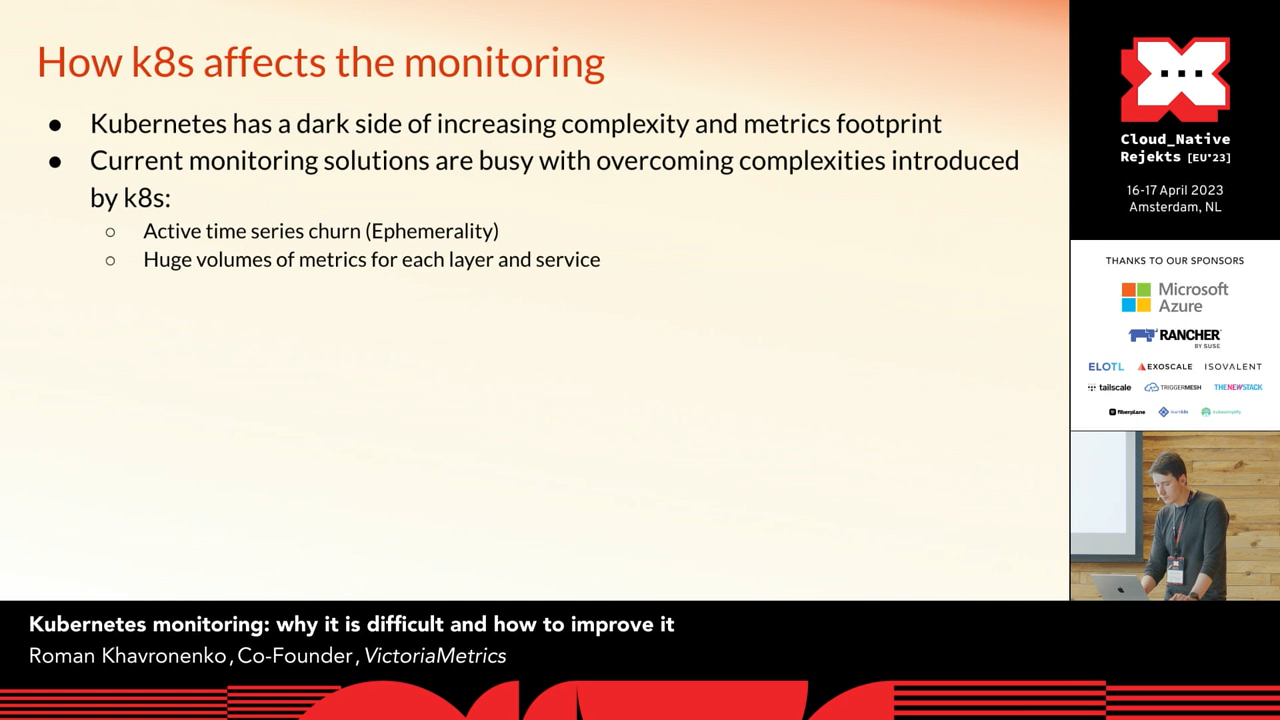 How k8s affects the monitoring
● Kubernetes has a dark side of increasing complexity and metrics footprint
● Current monitoring solutions are busy with overcoming complexities introduced
by k8s:
○ Active time series churn (Ephemerality)
○ Huge volumes of metrics for each layer and service
Cloud_Native
Rejekts [EU'23]
16-17 April 2023
Amsterdam, NL
THANKS TO OUR SPONSORS
Microsoft
Azure
RANCHER
BY SUSE
ELOTL EXOSCALE ISOVALENT
tailscale TRIGGERMESH THENEWSTACK
fiberplane learnk8s kubesimplify
Kubernetes monitoring: why it is difficult and how to improve it
Roman Khavronenko, Co-Founder, VictoriaMetrics